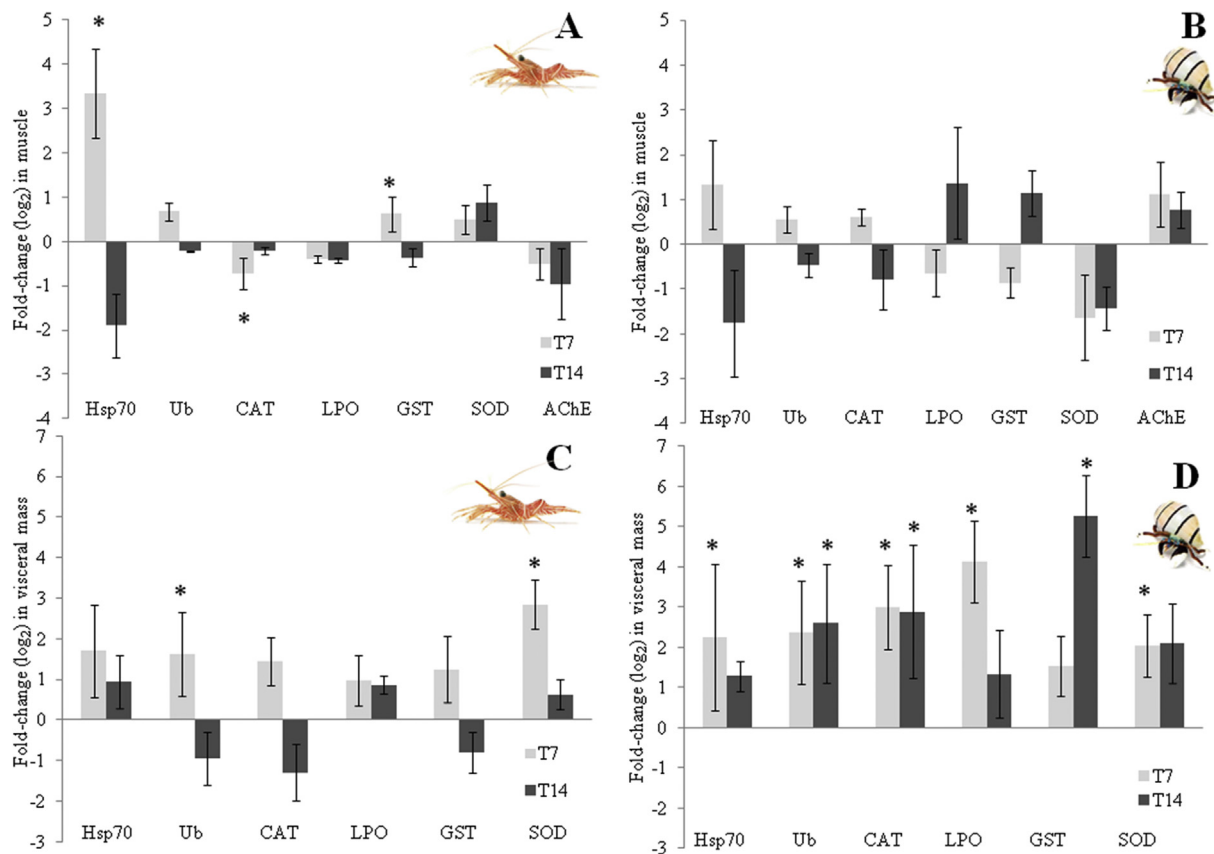 A
Fold-change (log2) in muscle
5
4
3
2
1
0
-1
-2
-3
-4
*
*
*
T7
T14
Hsp70 Ub CAT LPO GST SOD AChE
B
Fold-change (log2) in muscle
5
4
3
2
1
0
-1
-2
-3
-4
T7
T14
Hsp70 Ub CAT LPO GST SOD AChE
C
Fold-change (log2) in visceral mass
7
6
5
4
3
2
1
0
-1
-2
-3
*
*
T7
T14
Hsp70 Ub CAT LPO GST SOD
D
Fold-change (log2) in visceral mass
7
6
5
4
3
2
1
0
-1
-2
-3
*
*
*
*
*
*
*
*
T7
T14
Hsp70 Ub CAT LPO GST SOD